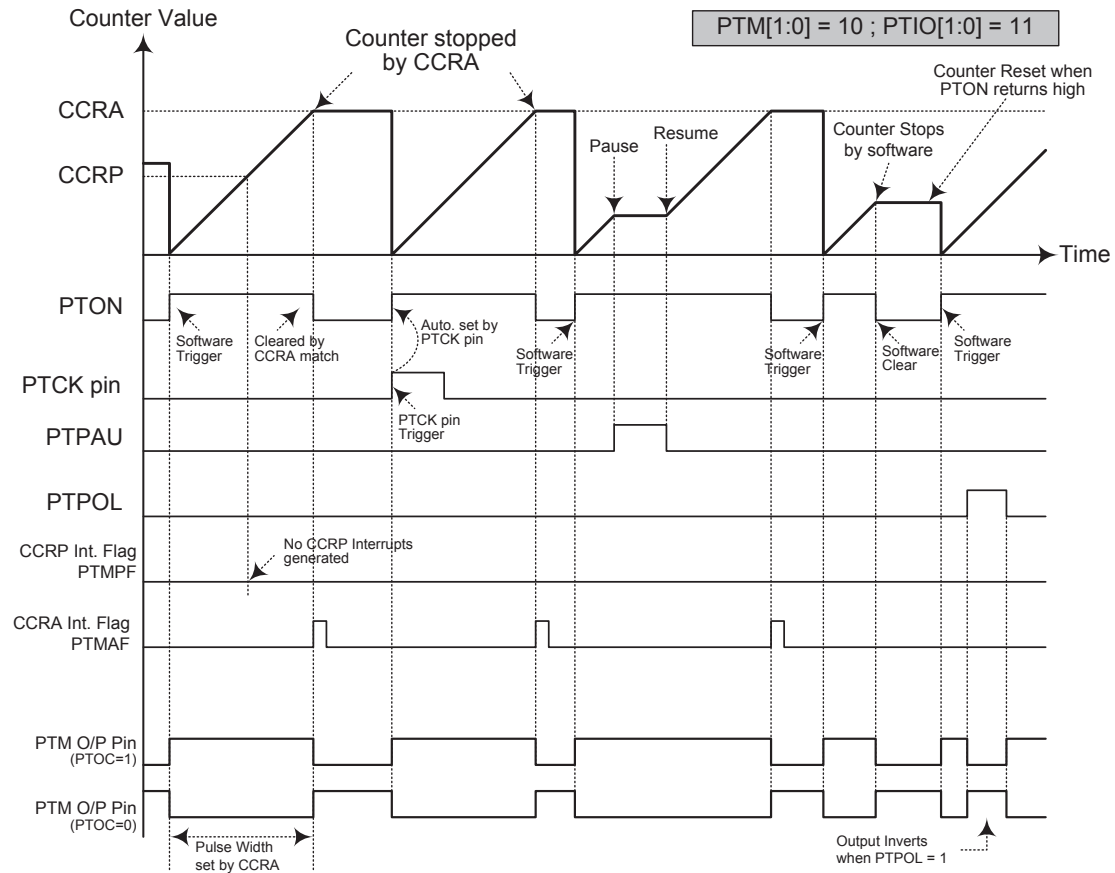 Counter Value
PTM[1:0] = 10 ; PTIO[1:0] = 11
Counter stopped
by CCRA
Counter Reset when
PTON returns high
CCRA
Pause
Resume
Counter Stops
by software
CCRP
Time
PTON
Software
Trigger
Cleared by
CCRA match
Auto. set by
PTCK pin
Software
Trigger
Software
Trigger
Software
Clear
Software
Trigger
PTCK pin
PTCK pin
Trigger
PTPAU
PTPOL
CCRP Int. Flag
PTMPF
No CCRP Interrupts
generated
CCRA Int. Flag
PTMAF
PTM O/P Pin
(PTOC=1)
PTM O/P Pin
(PTOC=0)
Pulse Width
set by CCRA
Output Inverts
when PTPOL = 1